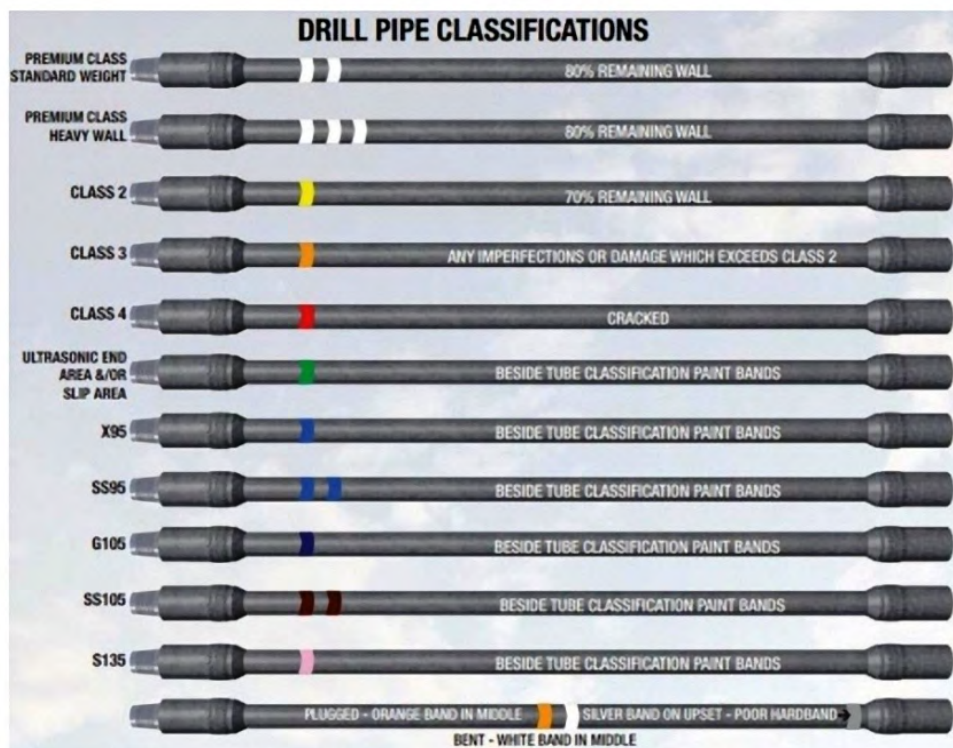 DRILL PIPE CLASSIFICATIONS
PREMIUM CLASS
STANDARD WEIGHT
80% REMAINING WALL
PREMIUM CLASS
HEAVY WALL
80% REMAINING WALL
CLASS 2
70% REMAINING WALL
CLASS 3
ANY IMPERFECTIONS OR DAMAGE WHICH EXCEEDS CLASS 2
CLASS 4
CRACKED
ULTRASONIC END
AREA &/OR
SLIP AREA
BESIDE TUBE CLASSIFICATION PAINT BANDS
X95
BESIDE TUBE CLASSIFICATION PAINT BANDS
SS95
BESIDE TUBE CLASSIFICATION PAINT BANDS
G105
BESIDE TUBE CLASSIFICATION PAINT BANDS
SS105
BESIDE TUBE CLASSIFICATION PAINT BANDS
S135
BESIDE TUBE CLASSIFICATION PAINT BANDS
PLUGGED - ORANGE BAND IN MIDDLE
SILVER BAND ON UPSET - POOR HARDBAND
BENT - WHITE BAND IN MIDDLE